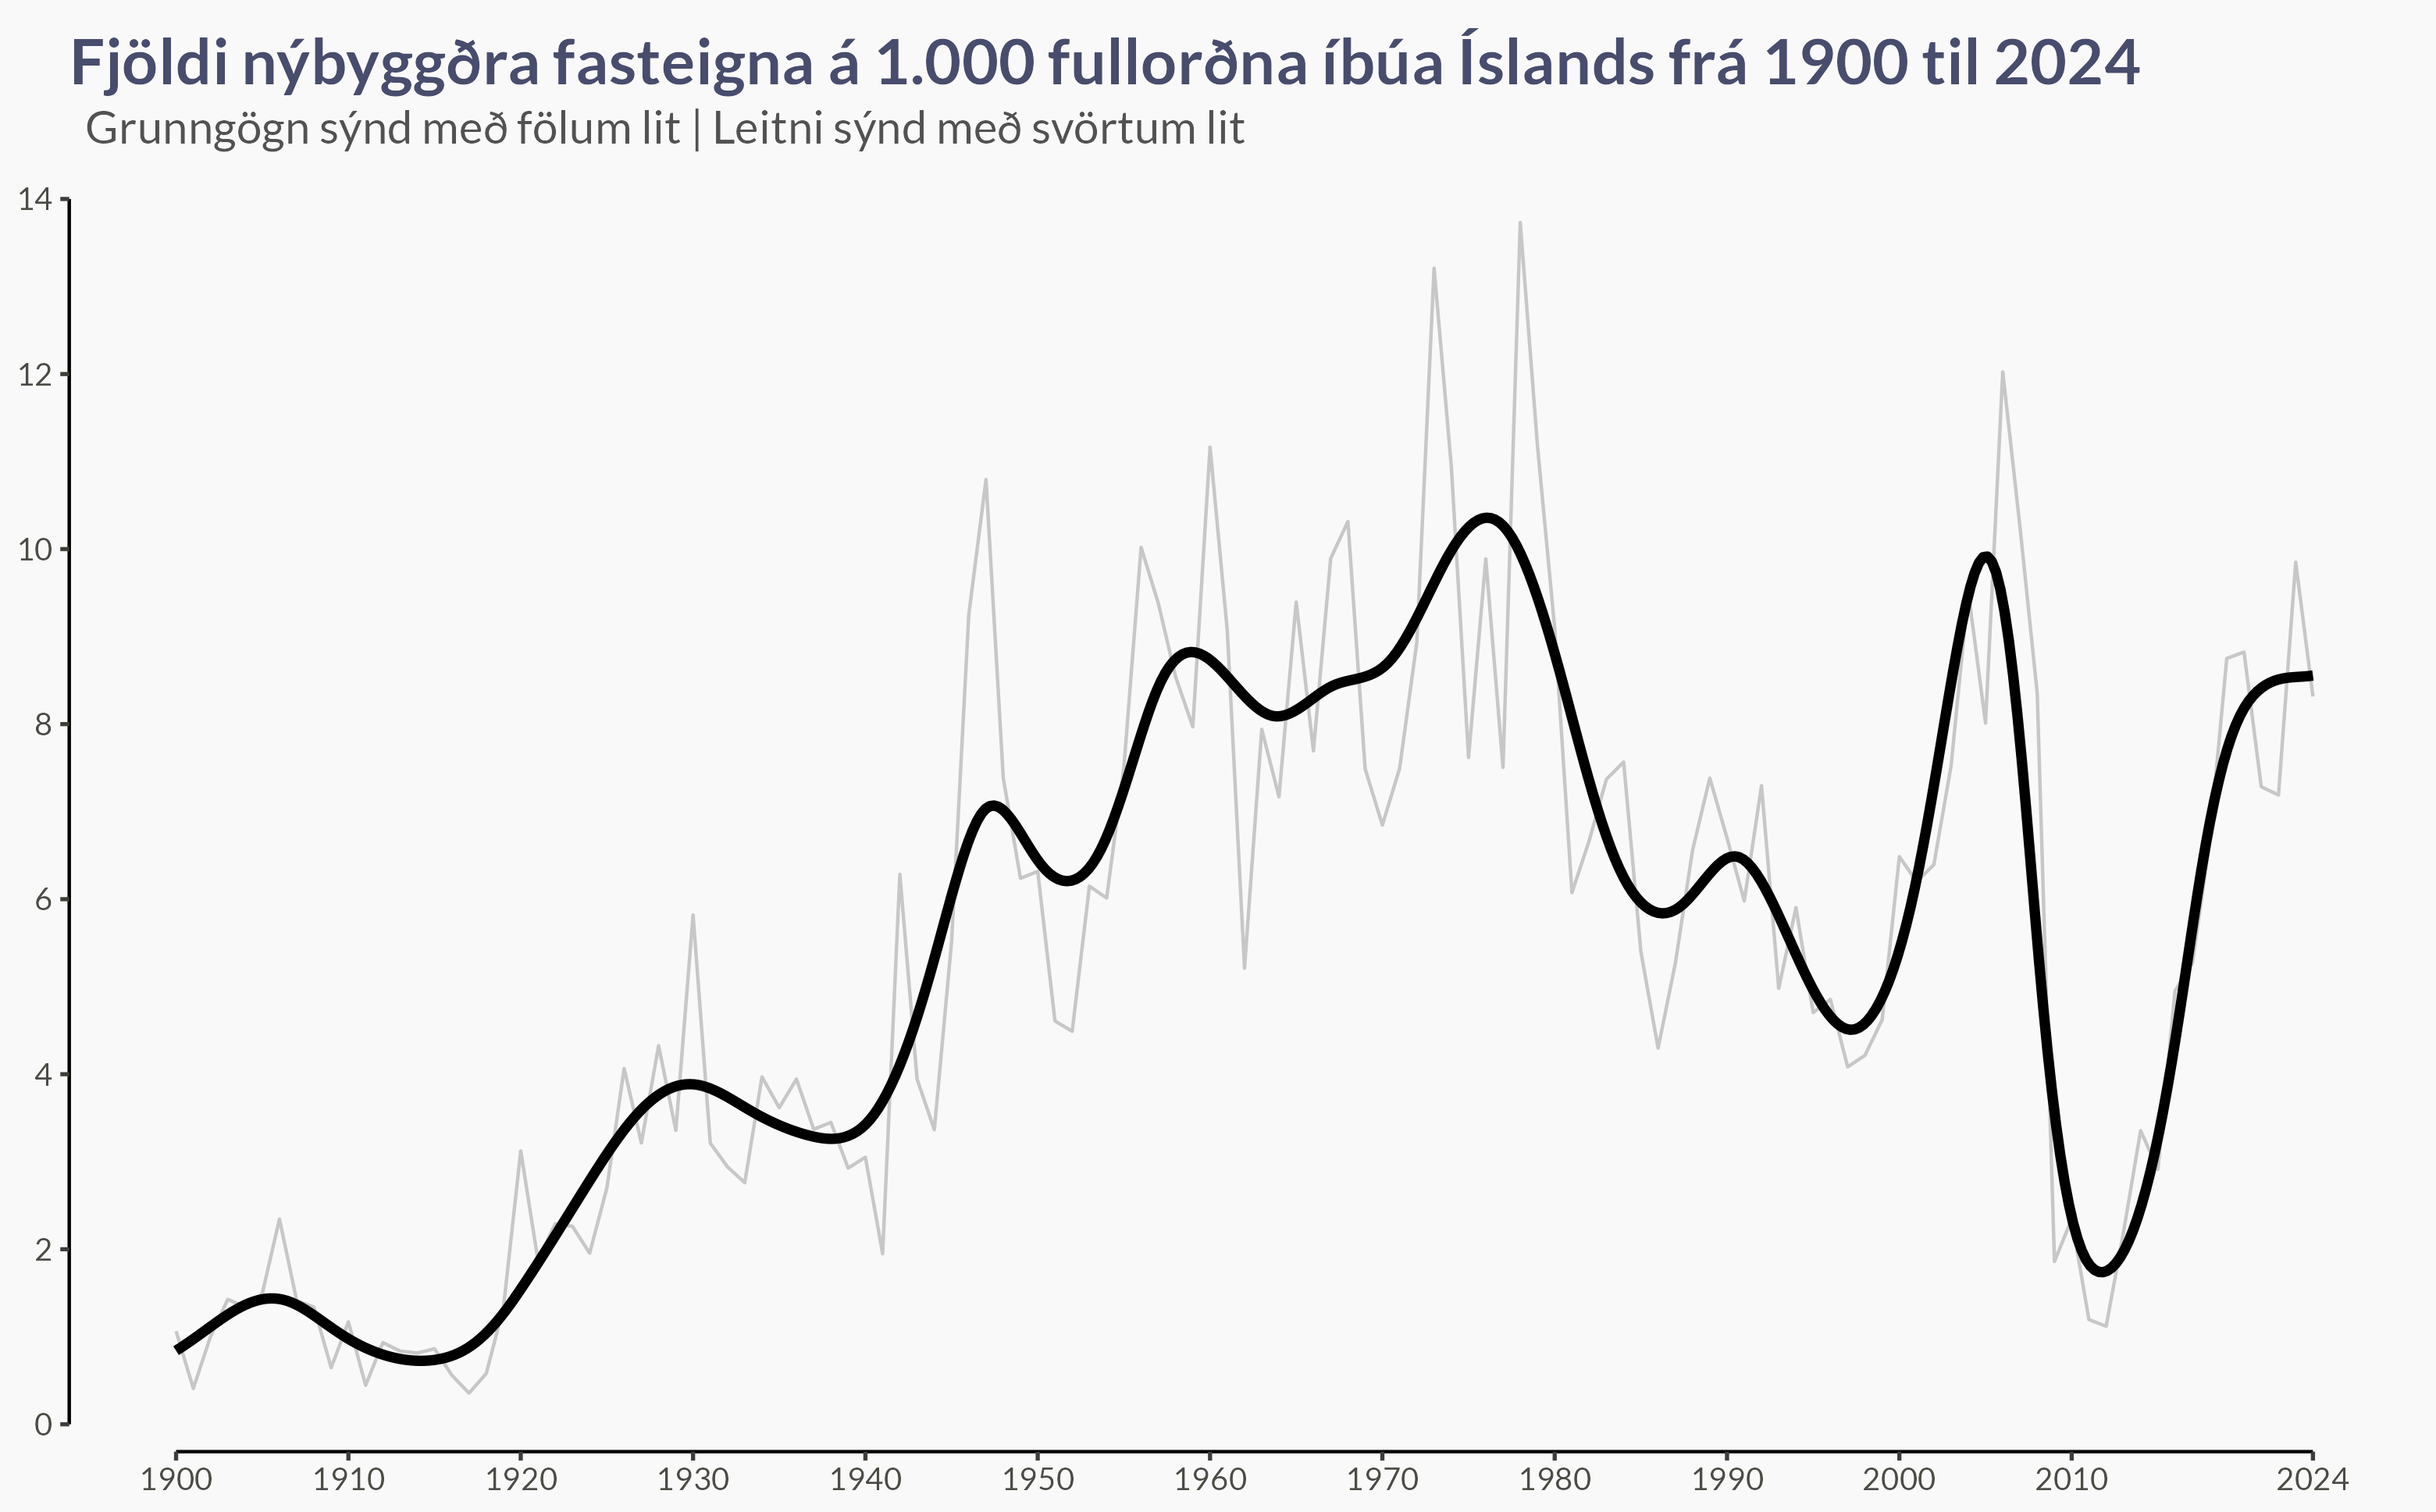 Fjöldi nýbyggðra fasteigna á 1.000 fullorðna íbúa Íslands frá 1900 til 2024
Grunngögn sýnd með fölum lit | Leitni sýnd með svörtum lit
14
12
10
8
6
4
2
0
1900 1910 1920 1930 1940 1950 1960 1970 1980 1990 2000 2010 2024